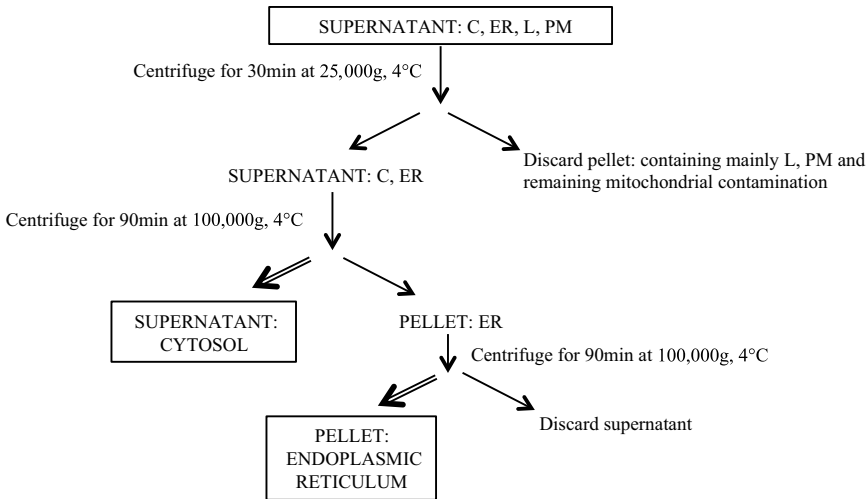 SUPERNATANT: C, ER, L, PM
Centrifuge for 30min at 25,000g, 4°C
Discard pellet: containing mainly L, PM and
remaining mitochondrial contamination
SUPERNATANT: C, ER
Centrifuge for 90min at 100,000g, 4°C
SUPERNATANT:
CYTOSOL
PELLET: ER
Centrifuge for 90min at 100,000g, 4°C
Discard supernatant
PELLET:
ENDOPLASMIC
RETICULUM